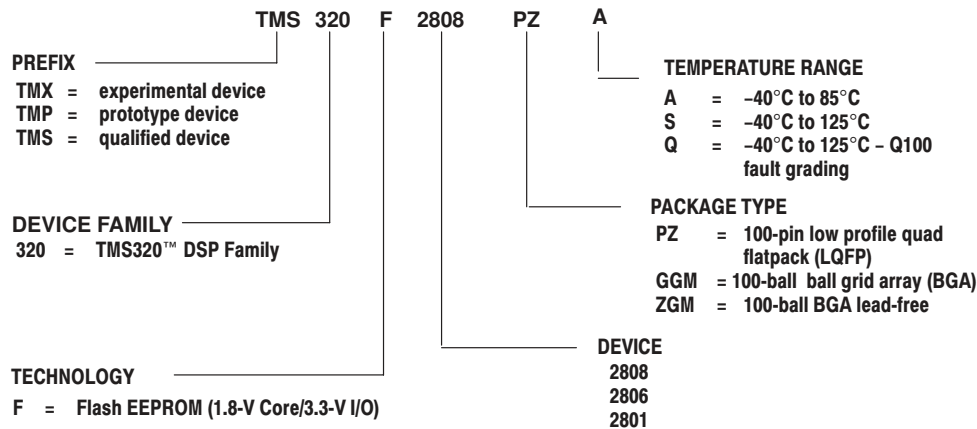 TMS 320 F 2808 PZ A
PREFIX
TMX = experimental device
TMP = prototype device
TMS = qualified device
DEVICE FAMILY
320 = TMS320™ DSP Family
TECHNOLOGY
F = Flash EEPROM (1.8-V Core/3.3-V I/O)
TEMPERATURE RANGE
A = −40°C to 85°C
S = −40°C to 125°C
Q = −40°C to 125°C − Q100
fault grading
PACKAGE TYPE
PZ = 100-pin low profile quad
flatpack (LQFP)
GGM = 100-ball ball grid array (BGA)
ZGM = 100-ball BGA lead-free
DEVICE
2808
2806
2801